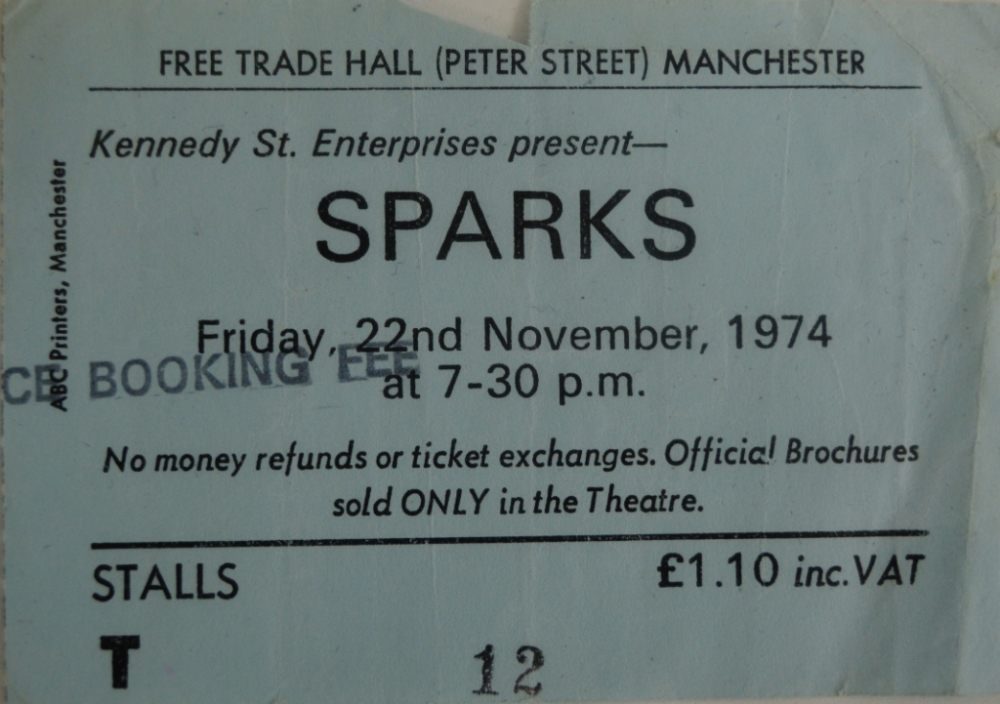 FREE TRADE HALL (PETER STREET) MANCHESTER
Kennedy St. Enterprises present—
SPARKS
Friday, 22nd November, 1974
at 7-30 p.m.
CE BOOKING FEE
No money refunds or ticket exchanges. Official Brochures
sold ONLY in the Theatre.
STALLS £1.10 inc. VAT
T 12
ABC Printers, Manchester